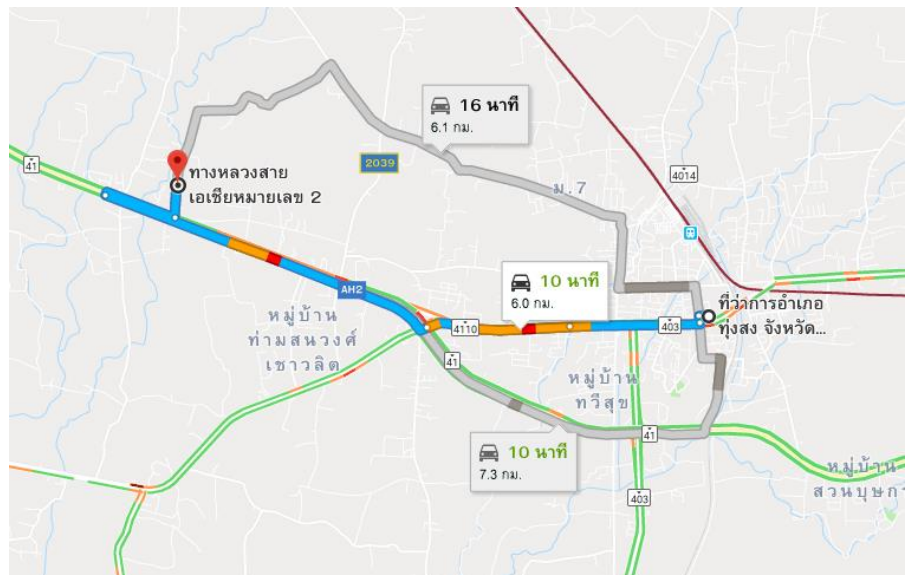 16 นาที
6.1 กม.
41
2039
4014
ทางหลวงสาย
เอเชียหมายเลข 2
ม.7
10 นาที
6.0 กม.
AH2
ที่ว่าการอำเภอ
ทุ่งสง จังหวัด...
หมู่บ้าน
ท่ามสนวงศ์
เชาวลิต
4110
403
41
หมู่บ้าน
ทวีสุข
41
10 นาที
7.3 กม.
หมู่บ้าน
สวนบุษกร
403